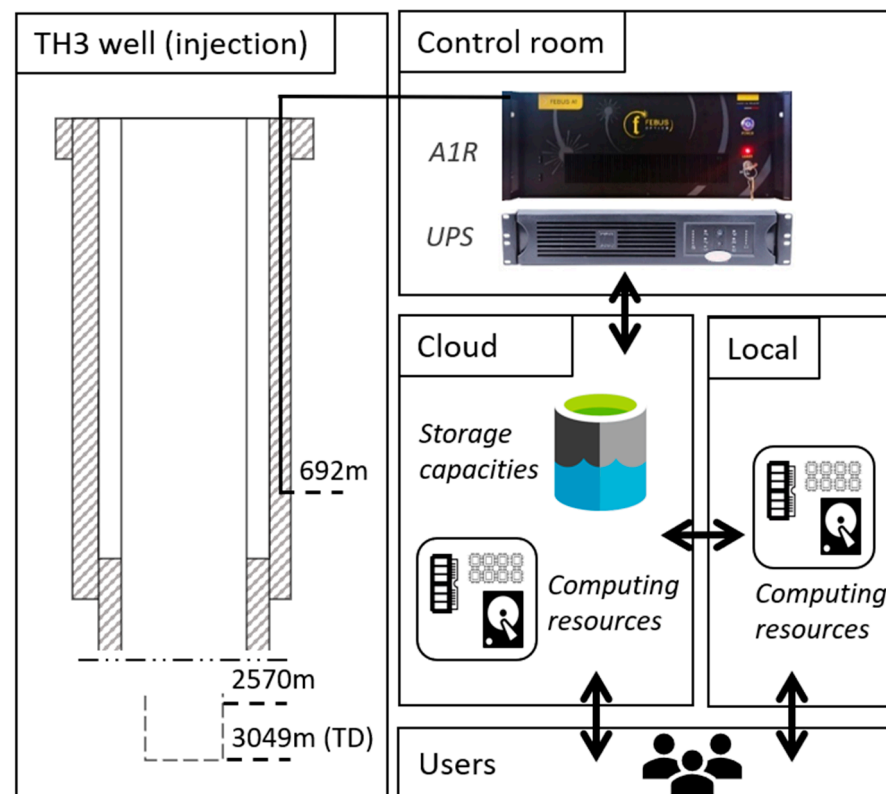 TH3 well (injection)
692m
2570m
3049m (TD)
Control room
A1R
FEBUS
UPS
Cloud
Storage
capacities
Computing
resources
Local
Computing
resources
Users